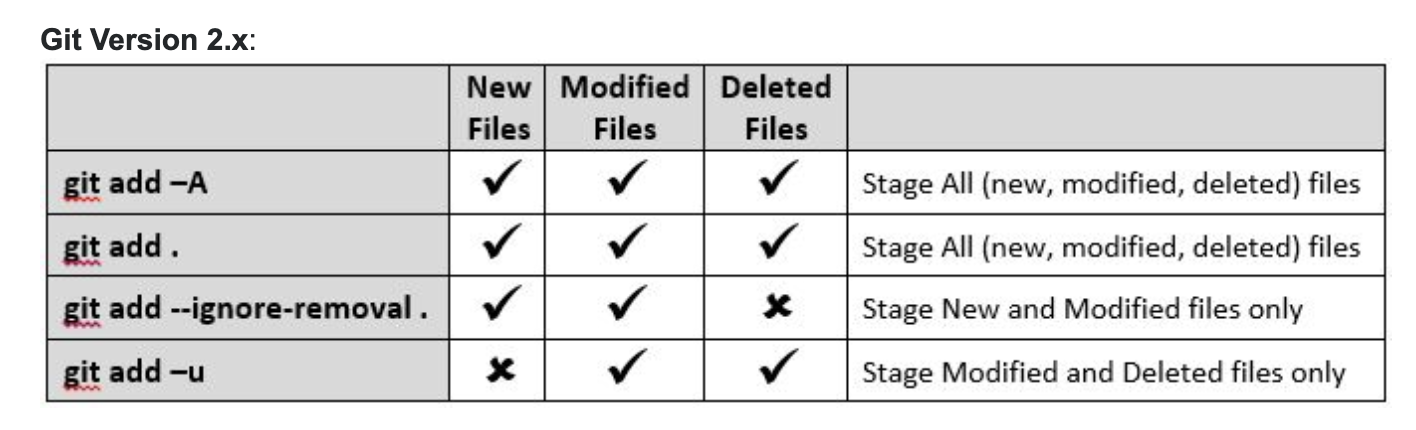 Git Version 2.x:
New Files Modified Files Deleted Files
git add –A ✓ ✓ ✓ Stage All (new, modified, deleted) files
git add . ✓ ✓ ✓ Stage All (new, modified, deleted) files
git add --ignore-removal . ✓ ✓ ✗ Stage New and Modified files only
git add –u ✗ ✓ ✓ Stage Modified and Deleted files only